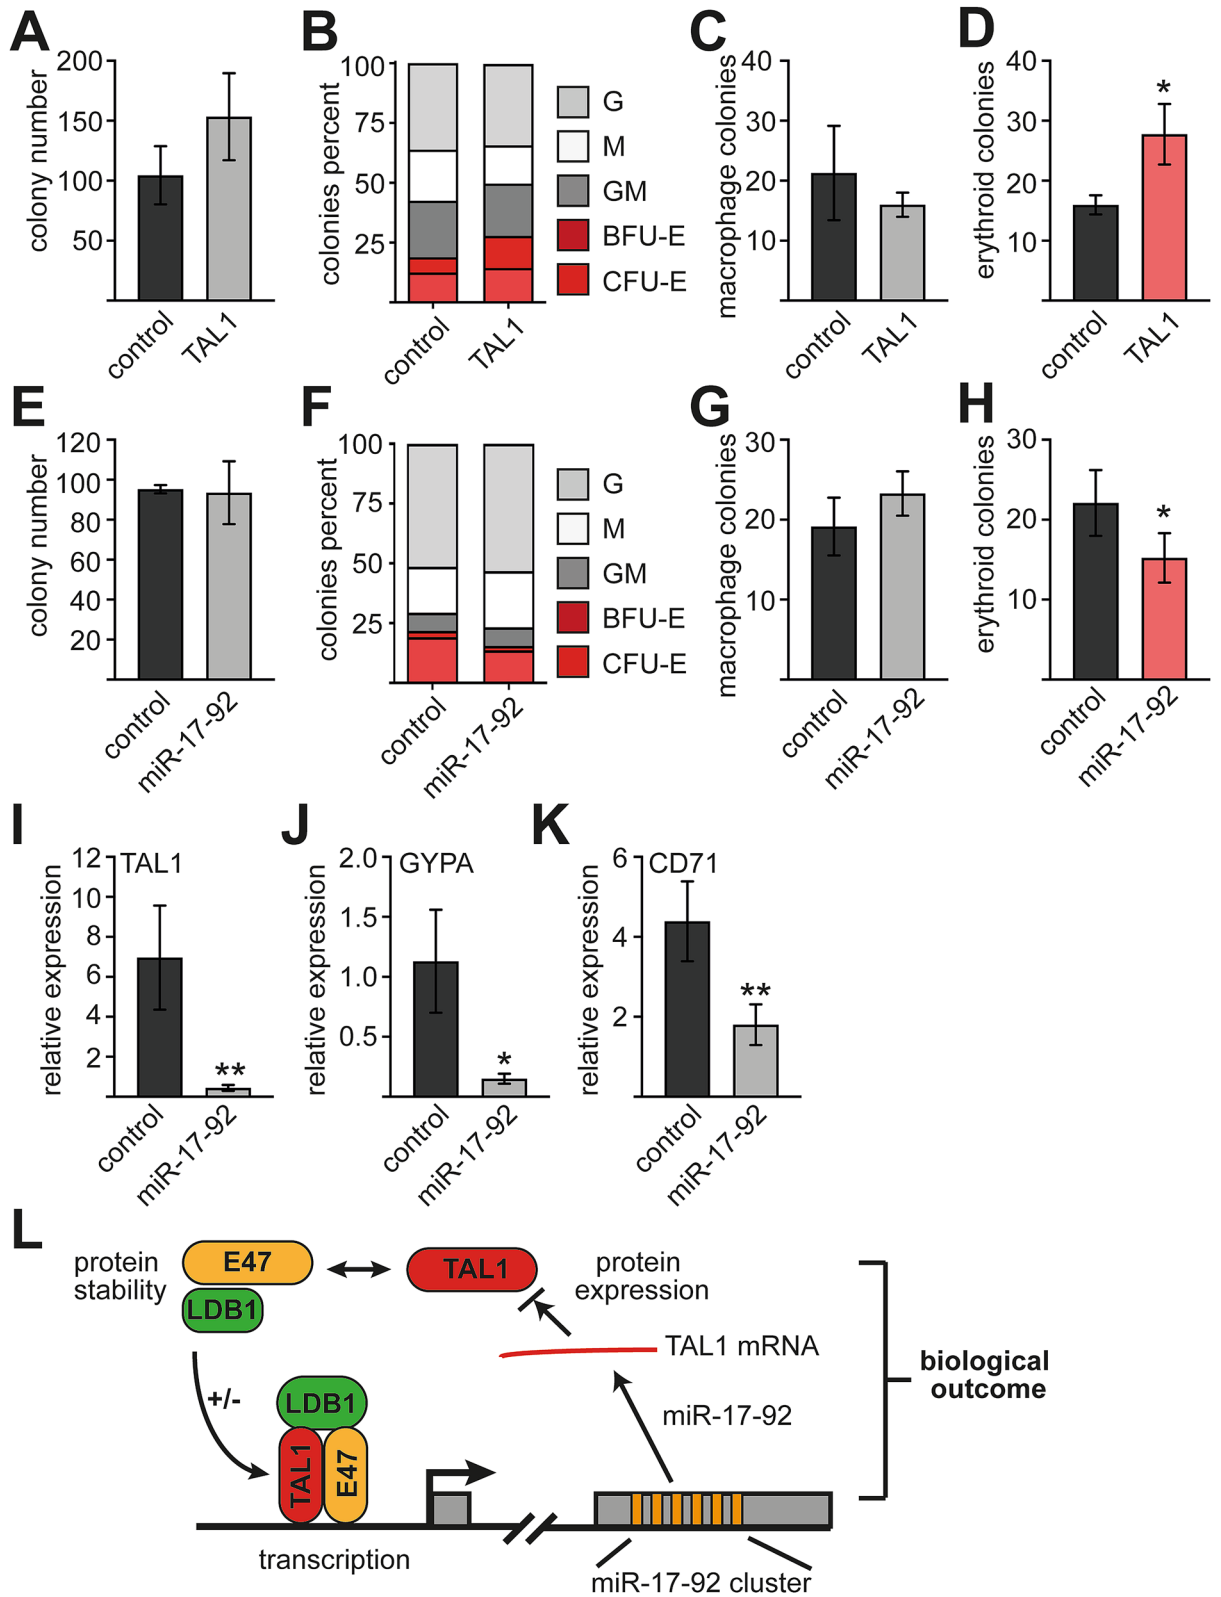 A
colony number
200
150
100
50
control
TAL1
B
colonies percent
100
75
50
25
control
TAL1
G
M
GM
BFU-E
CFU-E
C
macrophage colonies
40
30
20
10
control
TAL1
D
erythroid colonies
40
30
20
10
*
control
TAL1
E
colony number
120
100
80
60
40
20
control
miR-17-92
F
colonies percent
100
75
50
25
control
miR-17-92
G
M
GM
BFU-E
CFU-E
G
macrophage colonies
30
20
10
control
miR-17-92
H
erythroid colonies
30
20
10
*
control
miR-17-92
I
relative expression
12
10
8
6
4
2
TAL1
**
control
miR-17-92
J
relative expression
2.0
1.5
1.0
0.5
GYPA
*
control
miR-17-92
K
relative expression
6
4
2
CD71
**
control
miR-17-92
L
protein
stability
E47
LDB1
TAL1
protein
expression
TAL1 mRNA
miR-17-92
+/-
LDB1
TAL1
E47
transcription
miR-17-92 cluster
biological
outcome